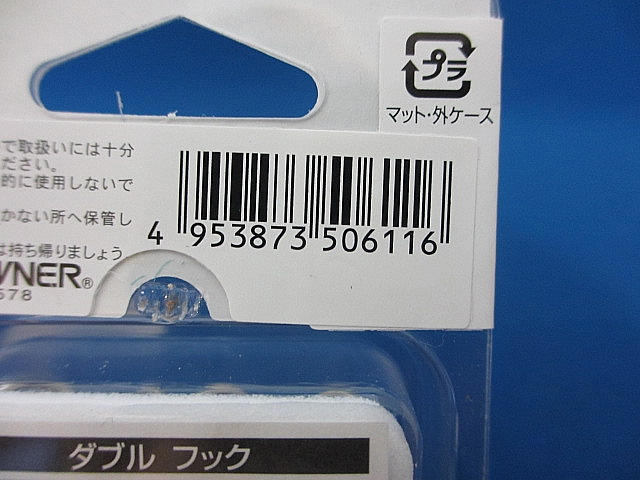 プラ
マット・外ケース
で取扱いには十分
ださい。
的に使用しないで
かない所へ保管し
は持ち帰りましょう
4 953873 506116
WNER®
578
ダブル フック